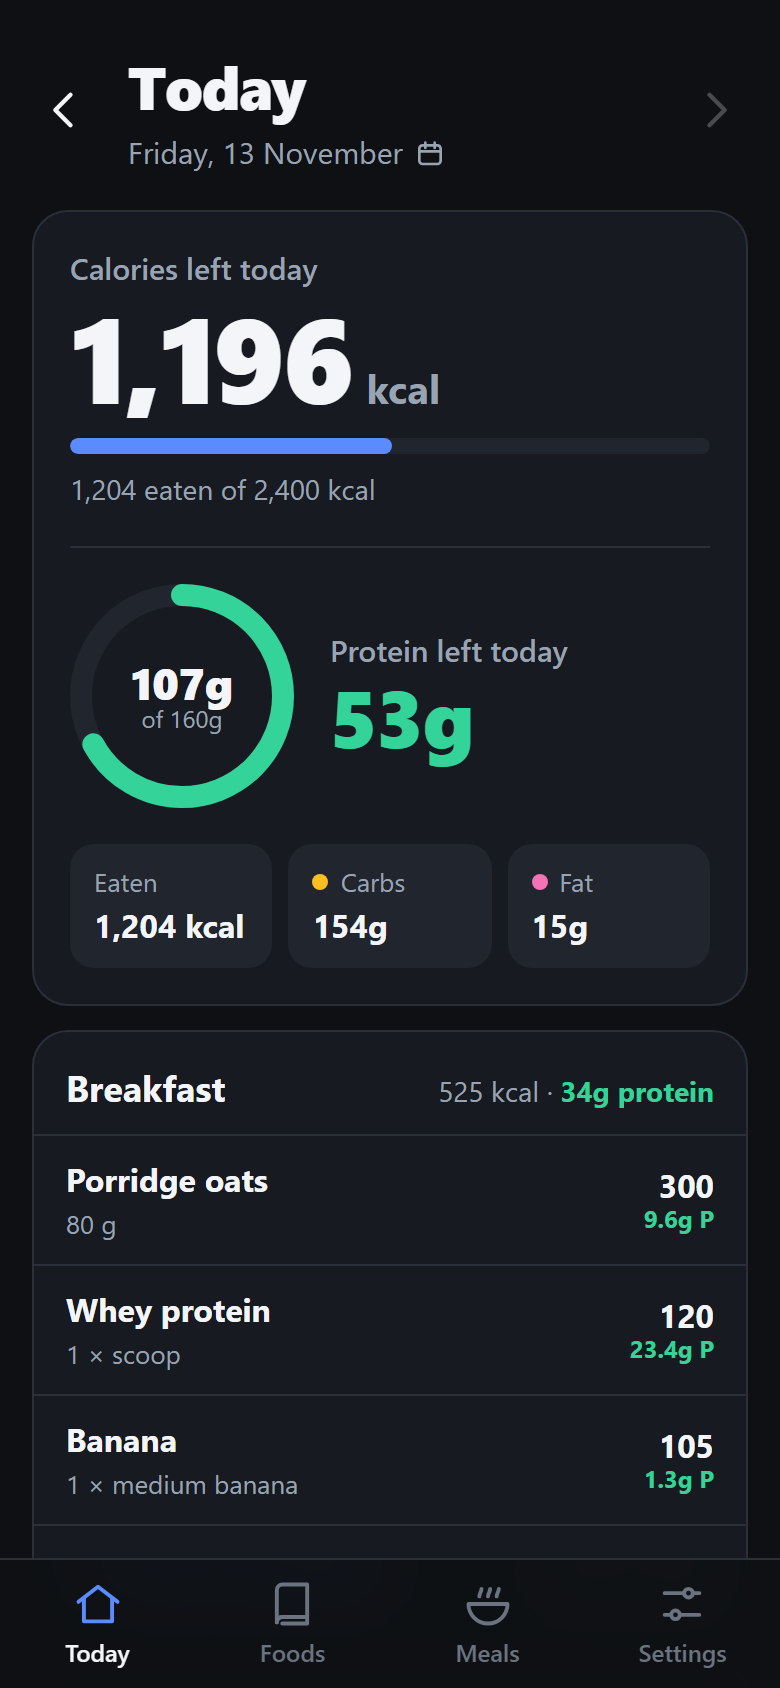 Today
Friday, 13 November
Calories left today
1,196 kcal
1,204 eaten of 2,400 kcal
107g
of 160g
Protein left today
53g
Eaten
1,204 kcal
Carbs
154g
Fat
15g
Breakfast
525 kcal · 34g protein
Porridge oats
80 g
300
9.6g P
Whey protein
1 × scoop
120
23.4g P
Banana
1 × medium banana
105
1.3g P
Today
Foods
Meals
Settings